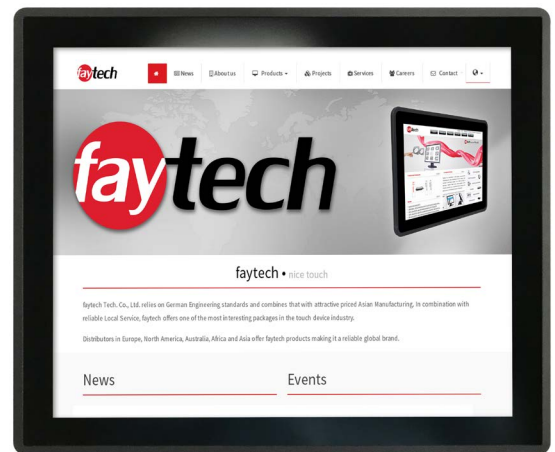 faytech
News
About us
Products
Projects
Services
Careers
Contact
faytech
faytech • nice touch
faytech Tech. Co., Ltd. relies on German Engineering standards and combines that with attractive priced Asian Manufacturing, In combination with
reliable Local Service, faytech offers one of the most interesting packages in the touch device industry.
Distributors in Europe, North America, Australia, Africa and Asia offer faytech products making it a reliable global brand.
News
Events